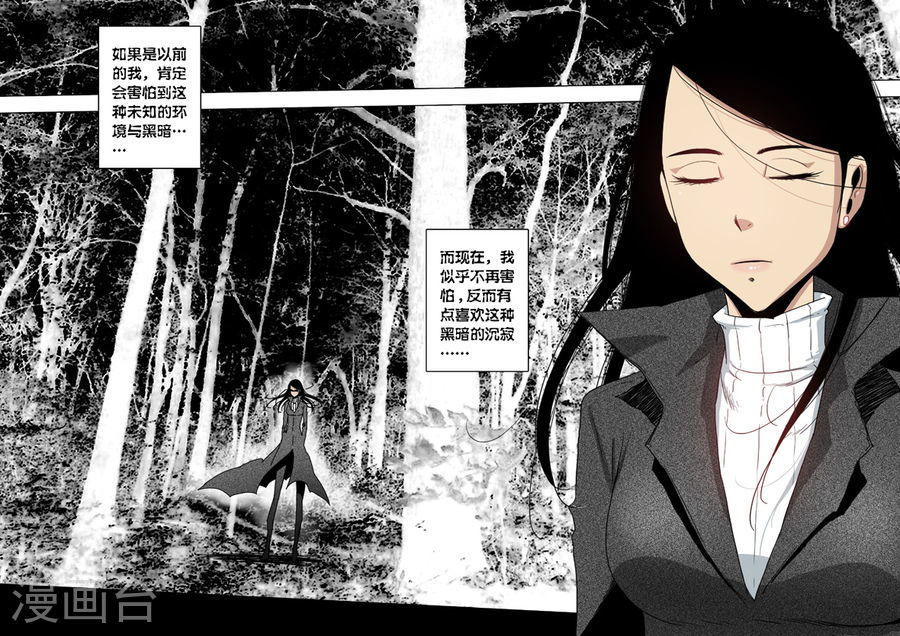 如果是以前
的我，肯定
会害怕到这
种未知的环
境与黑暗…
……
而现在，我
似乎不再害
怕，反而有
点喜欢这种
黑暗的沉寂
……
漫画台